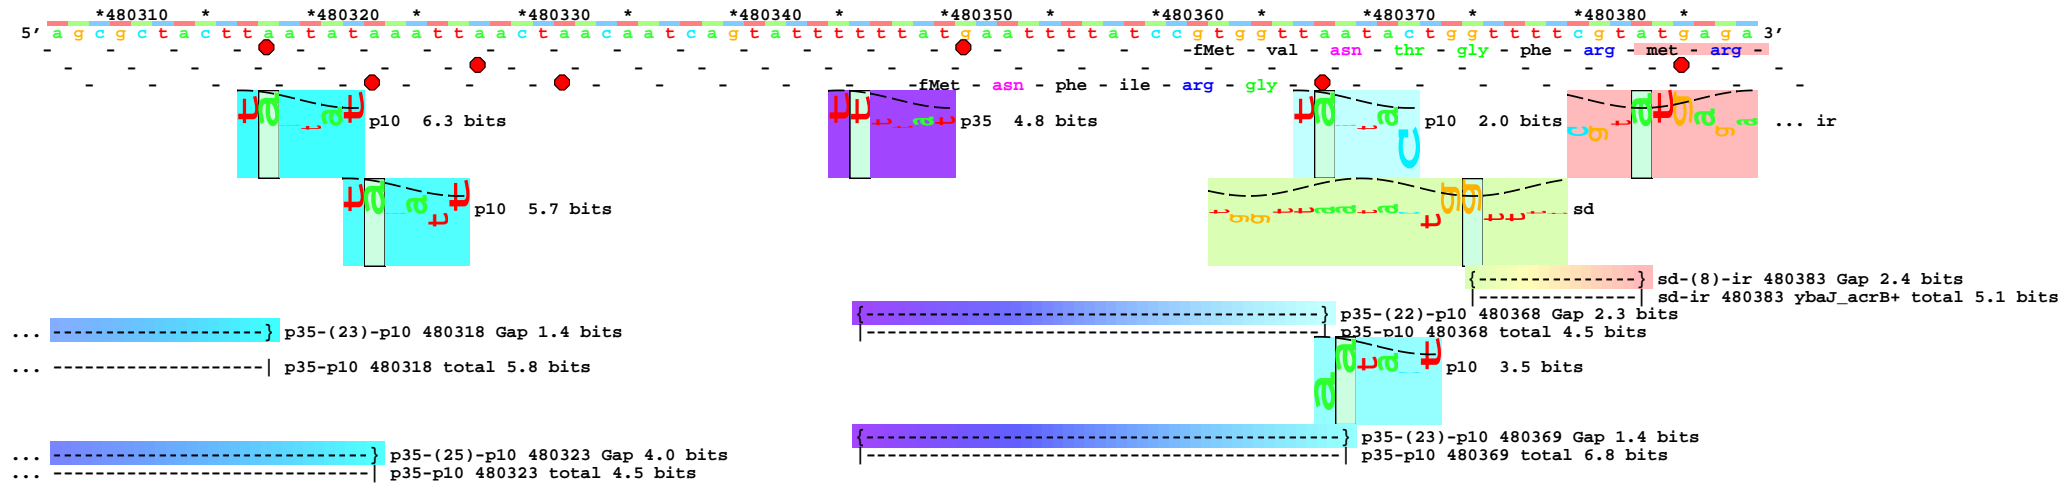 *480310 * *480320 * *480330 * *480340 * *480350 * *480360 * *480370 * *480380 *
5' a g c g c t a c t t a a t a t a a a t t a a c t a a c a a t c a g t a t t t t t t a t g a a t t t t a t c c g t g g t t a a t a c t g g t t t t c g t a t g a g a 3'
- - - - - - - - - - - - - - - - -fMet - val - asn - thr - gly - phe - arg - met - arg -
- - - - - - - - - - - - - - - - - - - - - - - - - -
- - - - - - - - - - - -fMet - asn - phe - ile - arg - gly - - - - - - - -
t a t a t p10 6.3 bits
t t t t a t p35 4.8 bits
t a t a c p10 2.0 bits
c g t a t g a g a ... ir
t a a t t p10 5.7 bits
t g g t t a a t a c t g g t t t t sd
{-------} sd-(8)-ir 480383 Gap 2.4 bits
|-------| sd-ir 480383 ybaJ_acrB+ total 5.1 bits
{---------------------} p35-(22)-p10 480368 Gap 2.3 bits
... --------------------} p35-(23)-p10 480318 Gap 1.4 bits
|---------------------| p35-p10 480368 total 4.5 bits
... --------------------| p35-p10 480318 total 5.8 bits
a a t a c t p10 3.5 bits
{----------------------} p35-(23)-p10 480369 Gap 1.4 bits
... ------------------------------} p35-(25)-p10 480323 Gap 4.0 bits
|----------------------| p35-p10 480369 total 6.8 bits
... ------------------------------| p35-p10 480323 total 4.5 bits